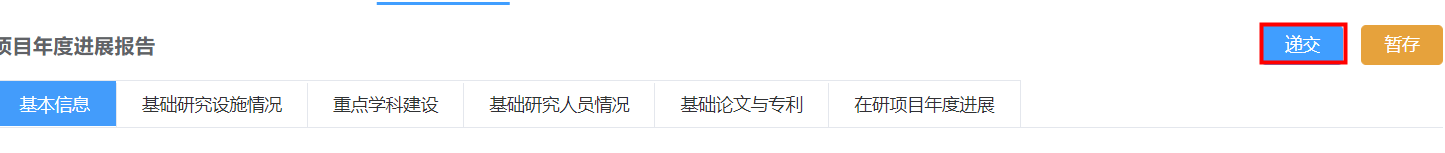 项目年度进展报告
递交
暂存
基本信息
基础研究设施情况
重点学科建设
基础研究人员情况
基础论文与专利
在研项目年度进展